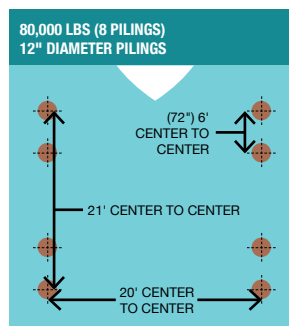 80,000 LBS (8 PILINGS)
12" DIAMETER PILINGS
(72") 6'
CENTER TO
CENTER
21' CENTER TO CENTER
20' CENTER
TO CENTER